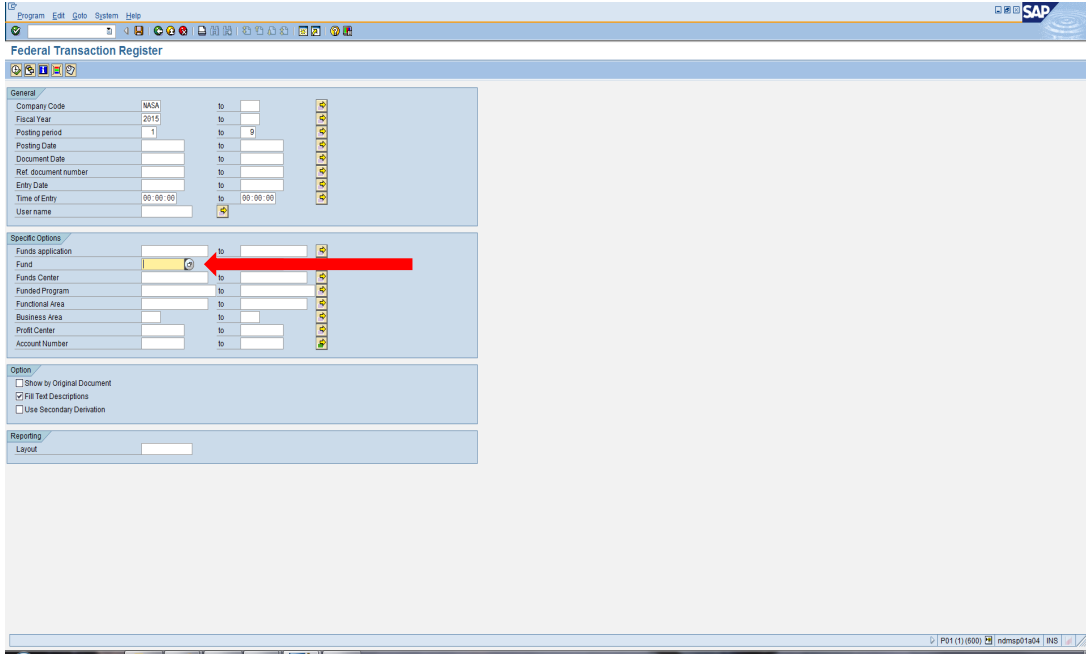 Program Edit Goto System Help
SAP
Federal Transaction Register
General
Company Code NASA to
Fiscal Year 2015 to
Posting period 1 to 9
Posting Date to
Document Date to
Ref. document number to
Entry Date to
Time of Entry 00:00:00 to 00:00:00
User name
Specific Options
Funds application to
Fund
Funds Center to
Funded Program to
Functional Area to
Business Area to
Profit Center to
Account Number to
Option
Show by Original Document
Fill Text Descriptions
Use Secondary Derivation
Reporting
Layout
P01 (1) (600) ndmsp01a04 INS